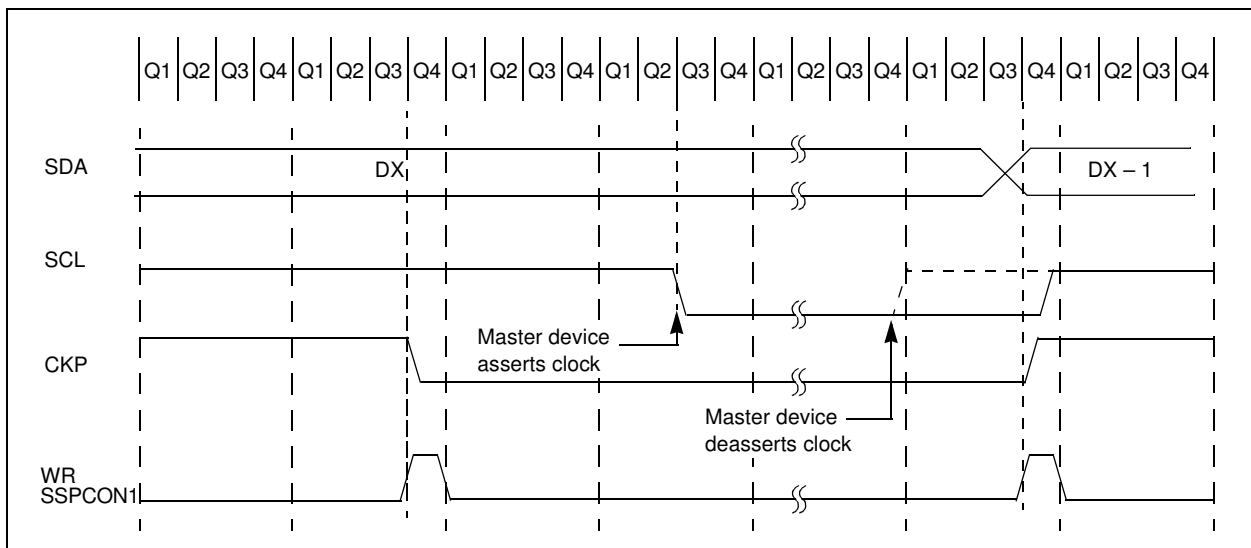 Q1 Q2 Q3 Q4 Q1 Q2 Q3 Q4 Q1 Q2 Q3 Q4 Q1 Q2 Q3 Q4 Q1 Q2 Q3 Q4 Q1 Q2 Q3 Q4 Q1 Q2 Q3 Q4
SDA
DX
DX – 1
SCL
Master device
asserts clock
CKP
Master device
deasserts clock
WR
SSPCON1